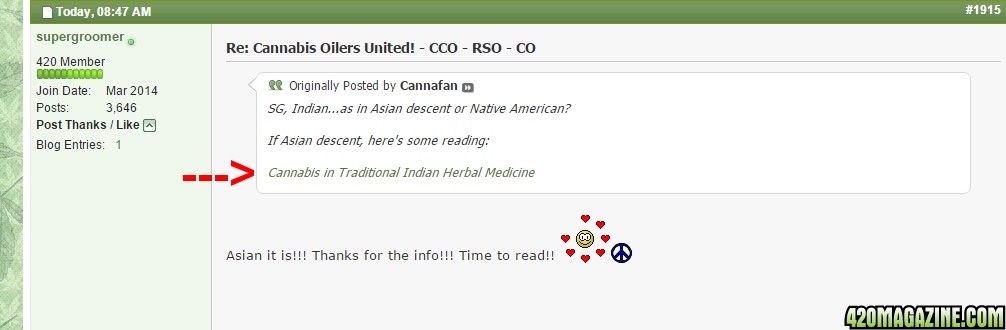 Today, 08:47 AM
#1915
supergroomer
420 Member
Join Date: Mar 2014
Posts: 3,646
Post Thanks / Like
Blog Entries: 1
Re: Cannabis Oilers United! - CCO - RSO - CO
Originally Posted by Cannafan
SG, Indian...as in Asian descent or Native American?
If Asian descent, here's some reading:
Cannabis in Traditional Indian Herbal Medicine
--->
Asian it is!!! Thanks for the info!!! Time to read!!
420MAGAZINE.COM